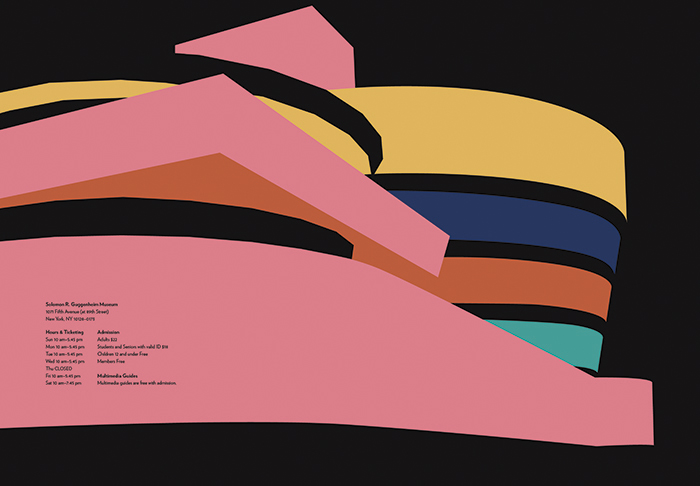 Solomon R. Guggenheim Museum
1071 Fifth Avenue (at 89th Street)
New York, NY 10128–0173
Hours & Ticketing
Sun 10 am–5:45 pm
Mon 10 am–5:45 pm
Tue 10 am–5:45 pm
Wed 10 am–5:45 pm
Thu CLOSED
Fri 10 am–5:45 pm
Sat 10 am–7:45 pm
Admission
Adults $22
Students and Seniors with valid ID $18
Children 12 and under Free
Members Free
Multimedia Guides
Multimedia guides are free with admission.